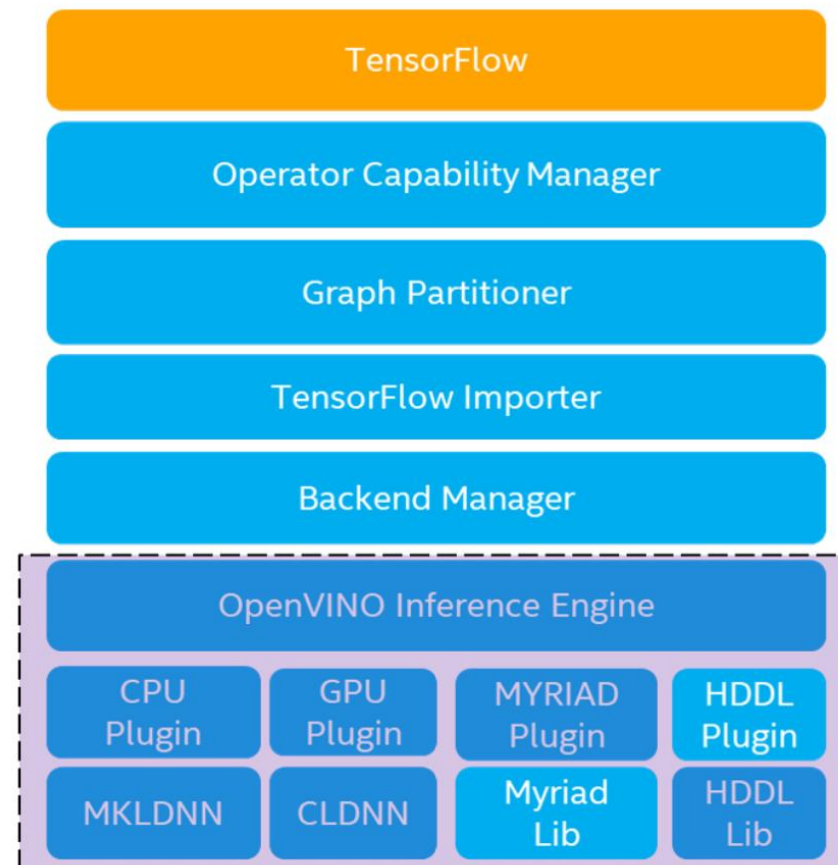 TensorFlow
Operator Capability Manager
Graph Partitioner
TensorFlow Importer
Backend Manager
OpenVINO Inference Engine
CPU
Plugin
GPU
Plugin
MYRIAD
Plugin
HDDL
Plugin
MKLDNN
CLDNN
Myriad
Lib
HDDL
Lib